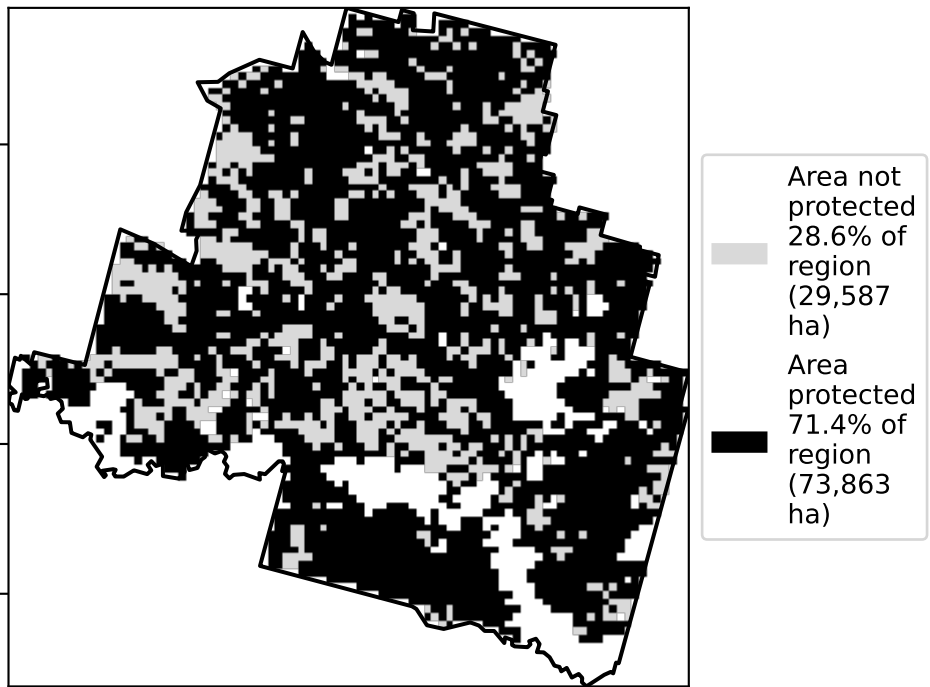 Area not
protected
28.6% of
region
(29,587
ha)
Area
protected
71.4% of
region
(73,863
ha)